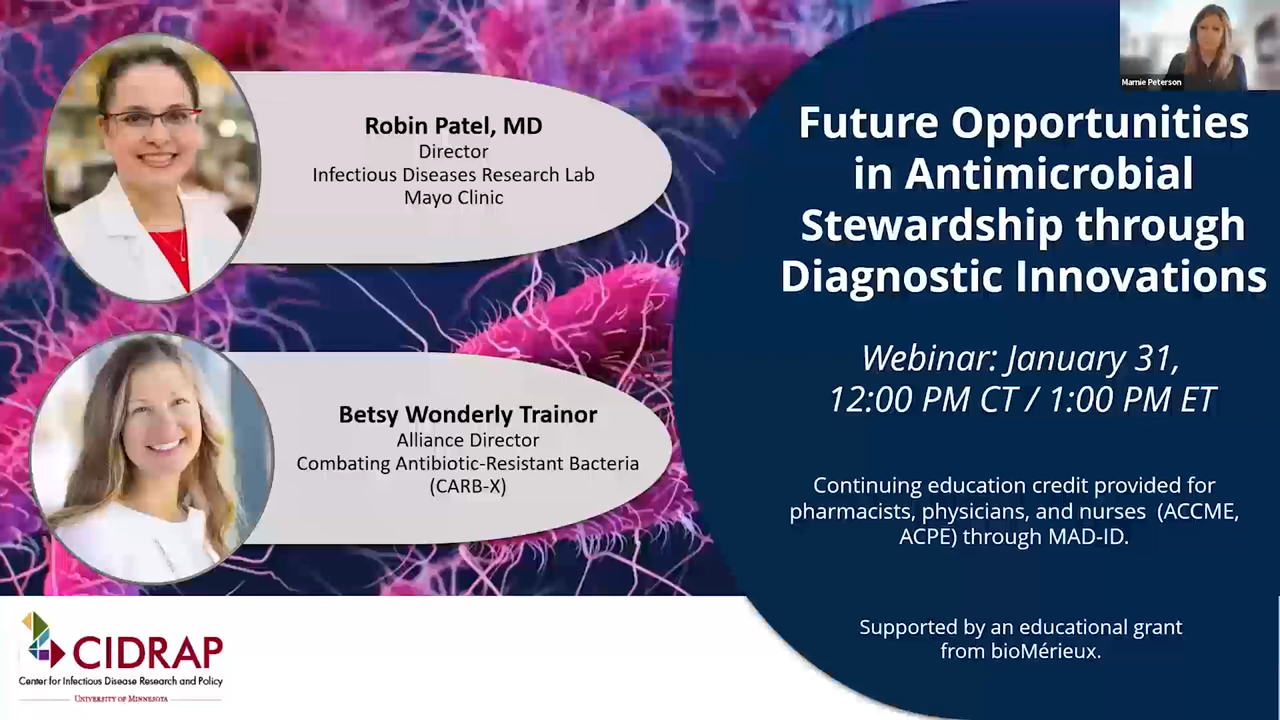 Robin Patel, MD
Director
Infectious Diseases Research Lab
Mayo Clinic
Betsy Wonderly Trainor
Alliance Director
Combating Antibiotic-Resistant Bacteria
(CARB-X)
CIDRAP
Center for Infectious Disease Research and Policy
UNIVERSITY OF MINNESOTA
Marnie Peterson
Future Opportunities
in Antimicrobial
Stewardship through
Diagnostic Innovations
Webinar: January 31,
12:00 PM CT / 1:00 PM ET
Continuing education credit provided for
pharmacists, physicians, and nurses (ACCME,
ACPE) through MAD-ID.
Supported by an educational grant
from bioMérieux.